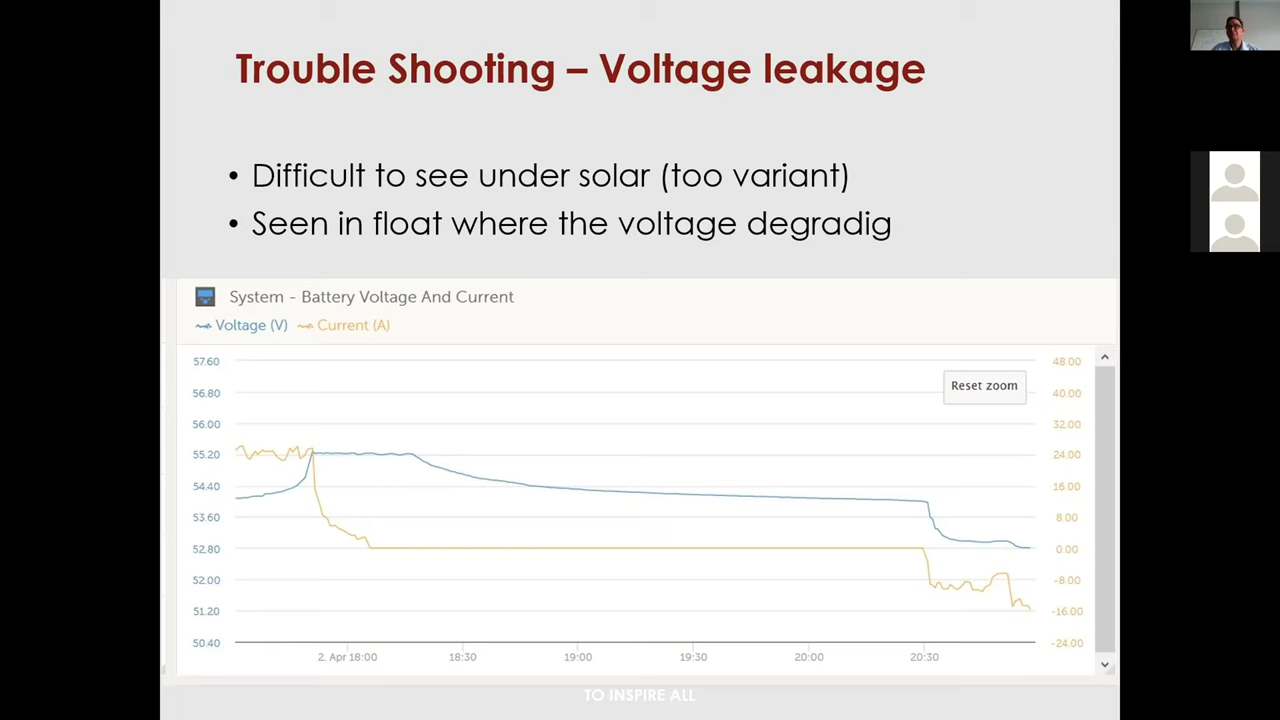 Trouble Shooting – Voltage leakage
• Difficult to see under solar (too variant)
• Seen in float where the voltage degradig
System - Battery Voltage And Current
Voltage (V) Current (A)
57.60 48.00
Reset zoom
56.80 40.00
56.00 32.00
55.20 24.00
54.40 16.00
53.60 8.00
52.80 0.00
52.00 -8.00
51.20 -16.00
50.40 -24.00
2. Apr 18:00 18:30 19:00 19:30 20:00 20:30
TO INSPIRE ALL